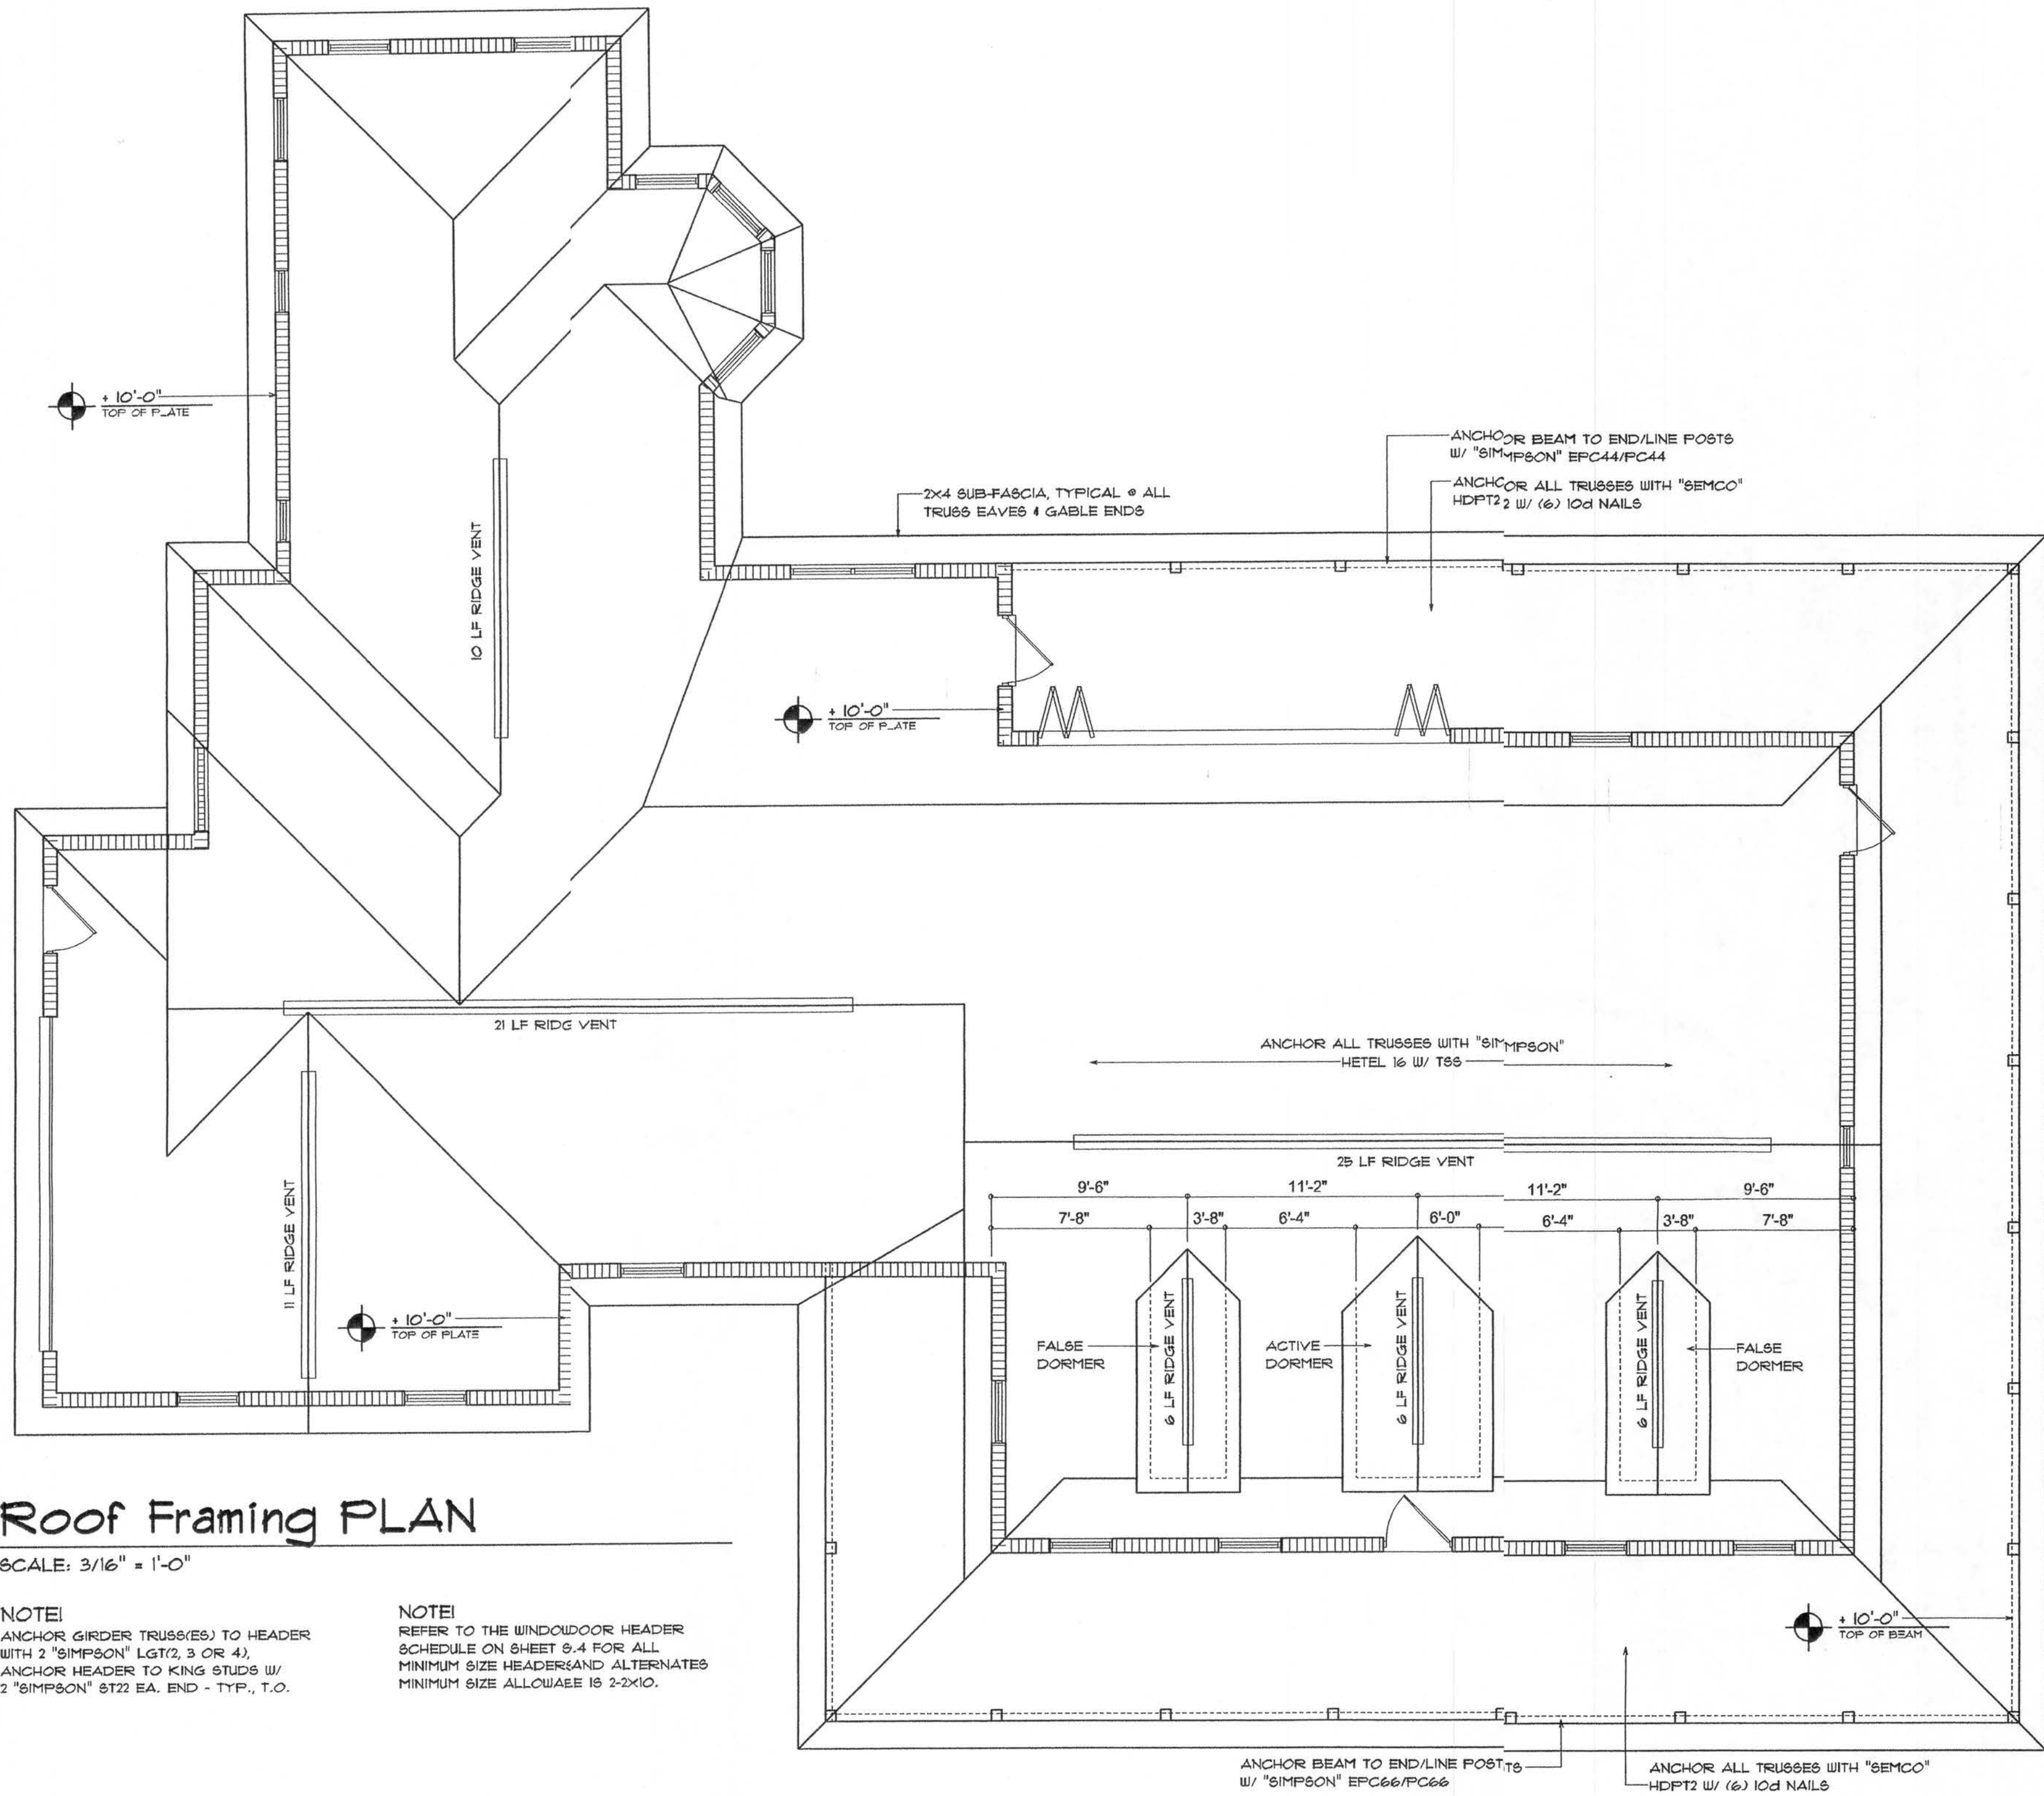 + 10'-0"
TOP OF P_ATE
ANCHOOR BEAM TO END/LINE POSTS
W/ "SIMMPSON" EPC44/PC44
2X4 SUB-FASCIA, TYPICAL @ ALL
TRUSS EAVES & GABLE ENDS
ANCHCOR ALL TRUSSES WITH "SEMCO"
HDPT2 2 W/ (6) 10d NAILS
10 LF RIDGE VENT
+ 10'-0"
TOP OF P_ATE
21 LF RIDG VENT
ANCHOR ALL TRUSSES WITH "SIMMPSON"
HETEL 16 W/ TSS
25 LF RIDGE VENT
9'-6" 11'-2" 11'-2" 9'-6"
7'-8" 3'-8" 6'-4" 6'-0" 6'-4" 3'-8" 7'-8"
11 LF RIDGE VENT
+ 10'-0"
TOP OF PLATE
FALSE
DORMER
6 LF RIDGE VENT
ACTIVE
DORMER
6 LF RIDGE VENT
6 LF RIDGE VENT
FALSE
DORMER
Roof Framing PLAN
SCALE: 3/16" = 1'-0"
NOTE!
ANCHOR GIRDER TRUSS(ES) TO HEADER
WITH 2 "SIMPSON" LGT(2, 3 OR 4),
ANCHOR HEADER TO KING STUDS W/
2 "SIMPSON" ST22 EA. END - TYP., T.O.
NOTE!
REFER TO THE WINDOWDOOR HEADER
SCHEDULE ON SHEET S.4 FOR ALL
MINIMUM SIZE HEADERS AND ALTERNATES
MINIMUM SIZE ALLOWAEE IS 2-2X10.
+ 10'-0"
TOP OF BEAM
ANCHOR BEAM TO END/LINE POSTTS
W/ "SIMPSON" EPC66/PC66
ANCHOR ALL TRUSSES WITH "SEMCO"
HDPT2 W/ (6) 10d NAILS